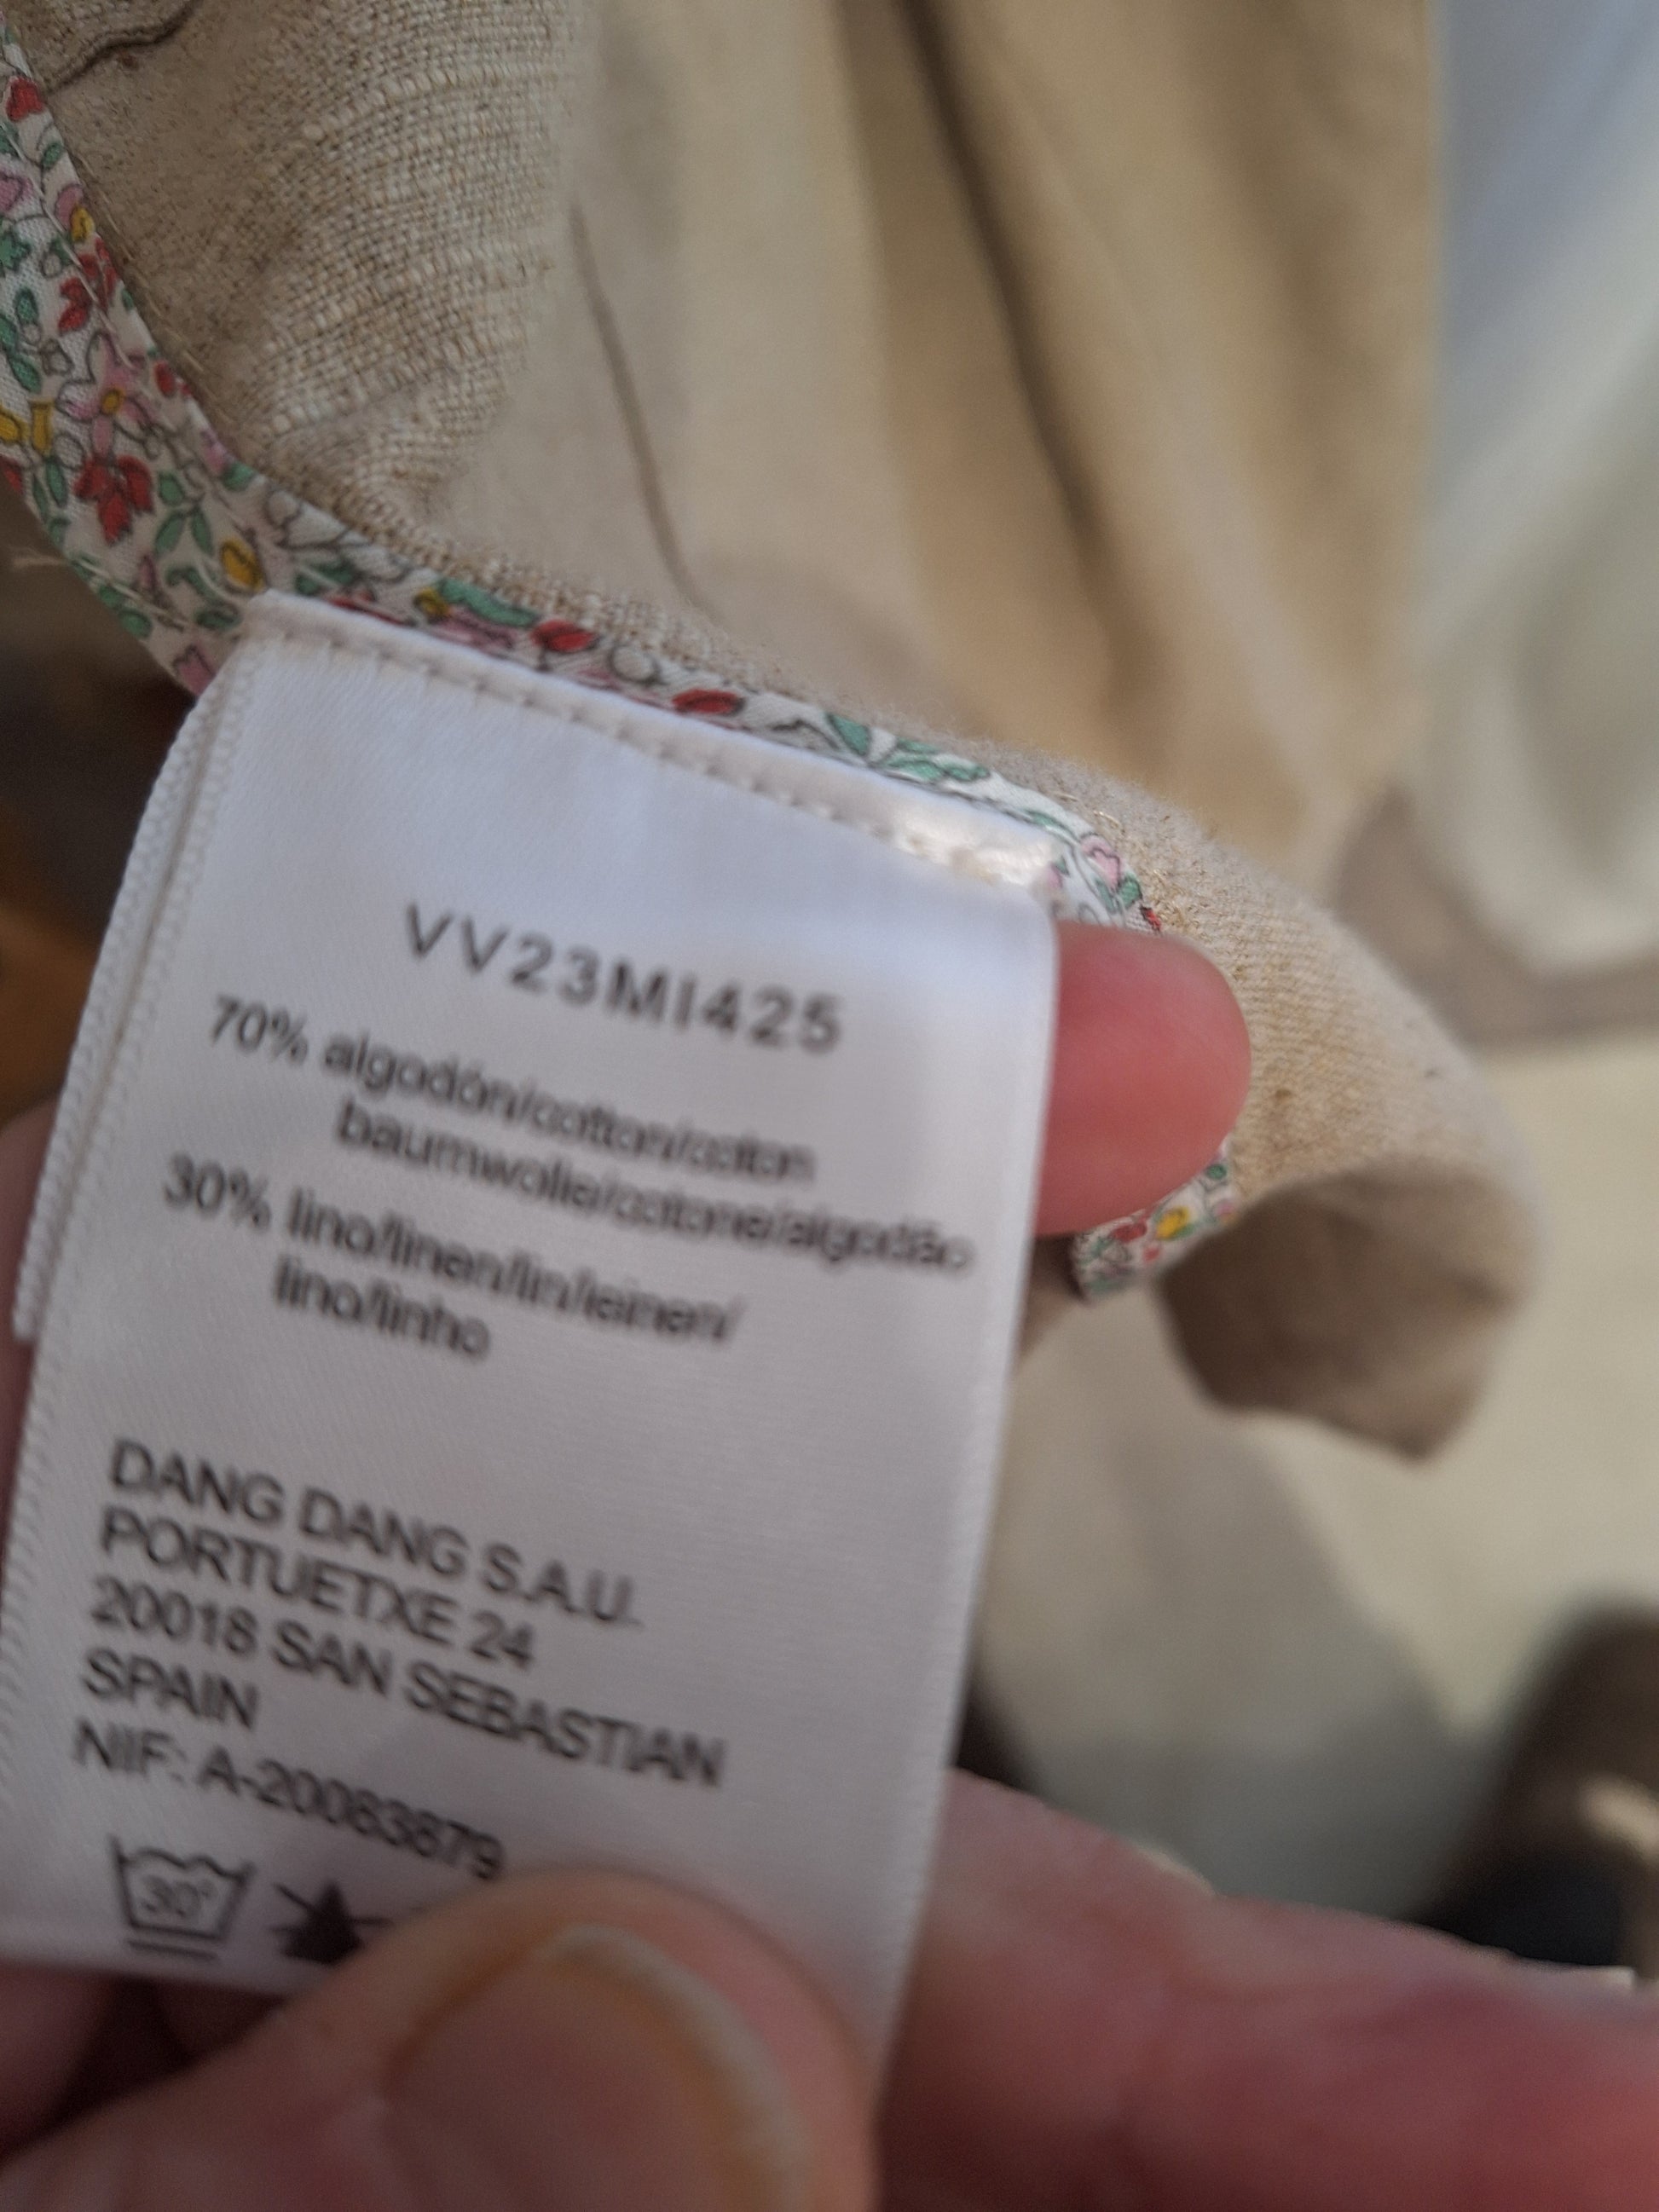 VV23MI425
70% algodón/cotton/coton
baumwolle/cotone/algodão
30% lino/linen/lin/leinen/
lino/linho
DANG DANG S.A.U.
PORTUETXE 24
20018 SAN SEBASTIAN
SPAIN
NIF: A-20083879
30°